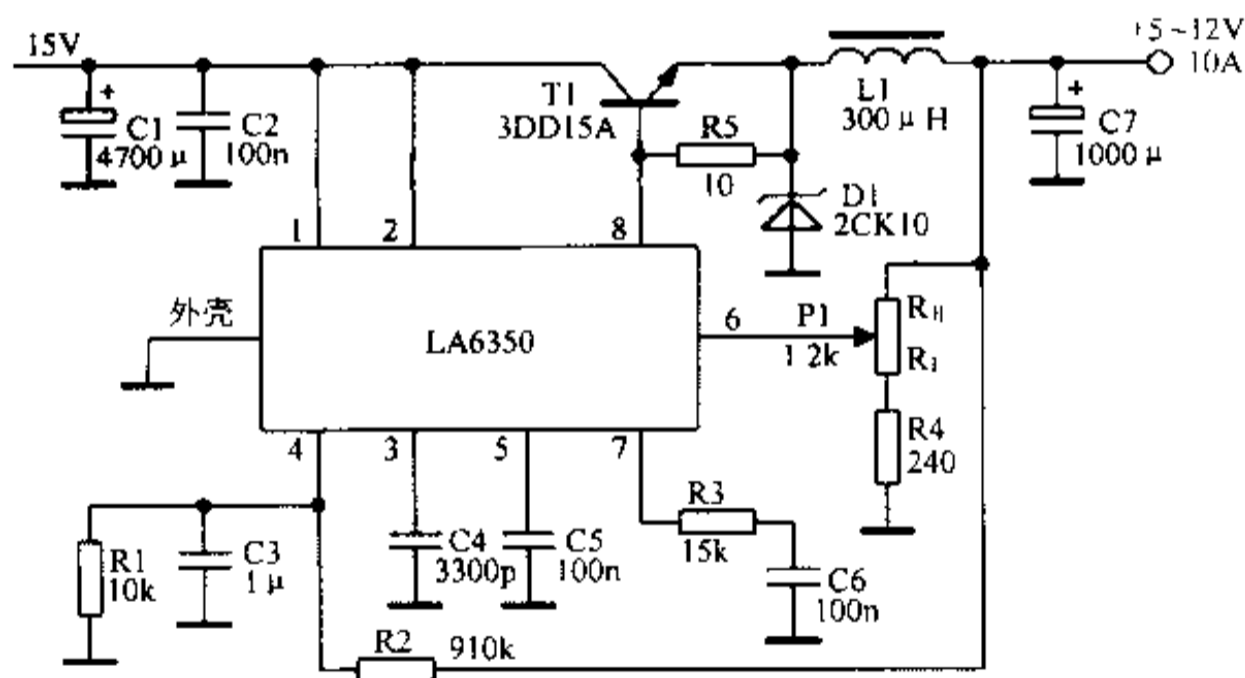 15V
+5~12V
10A
+
C1
4700μ
C2
100n
T1
3DD15A
R5
10
L1
300μH
+
C7
1000μ
D1
2CK10
1
2
8
外壳
LA6350
6
P1
1 2k
R4
240
4
3
5
7
R1
10k
C3
1μ
C4
3300p
C5
100n
R3
15k
C6
100n
R2
910k